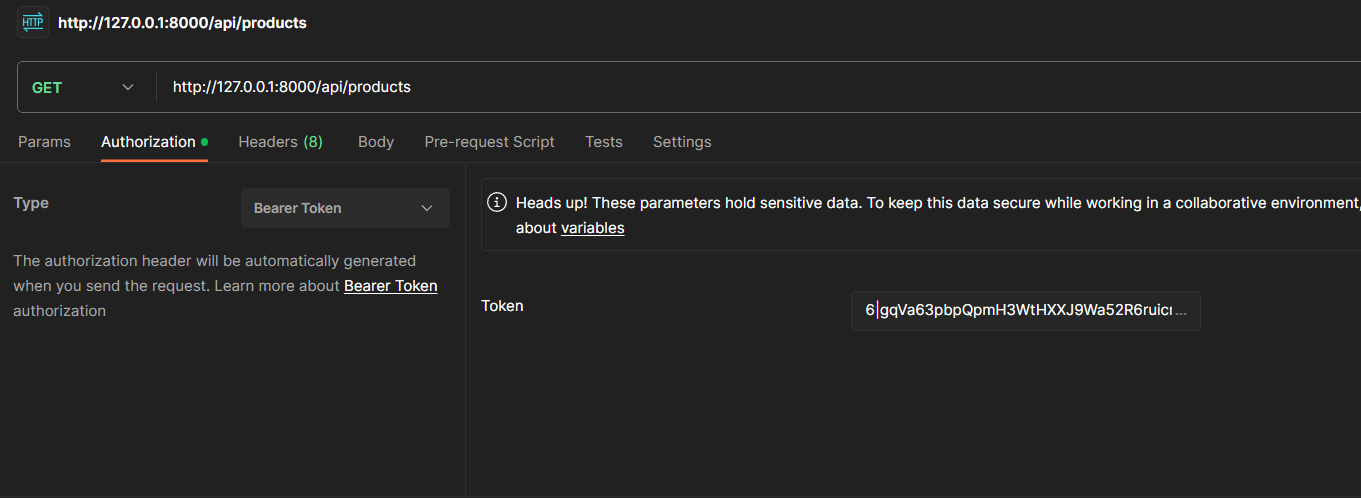 HTTP
http://127.0.0.1:8000/api/products
GET
http://127.0.0.1:8000/api/products
Params Authorization Headers (8) Body Pre-request Script Tests Settings
Type
Bearer Token
The authorization header will be automatically generated
when you send the request. Learn more about Bearer Token
authorization
Heads up! These parameters hold sensitive data. To keep this data secure while working in a collaborative environment,
about variables
Token
6|gqVa63pbpQpmH3WtHXXJ9Wa52R6ruicr...